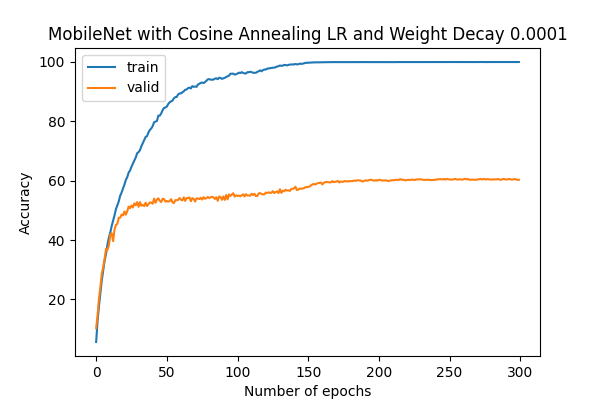 MobileNet with Cosine Annealing LR and Weight Decay 0.0001
train
valid
100
80
60
40
20
Accuracy
0 50 100 150 200 250 300
Number of epochs